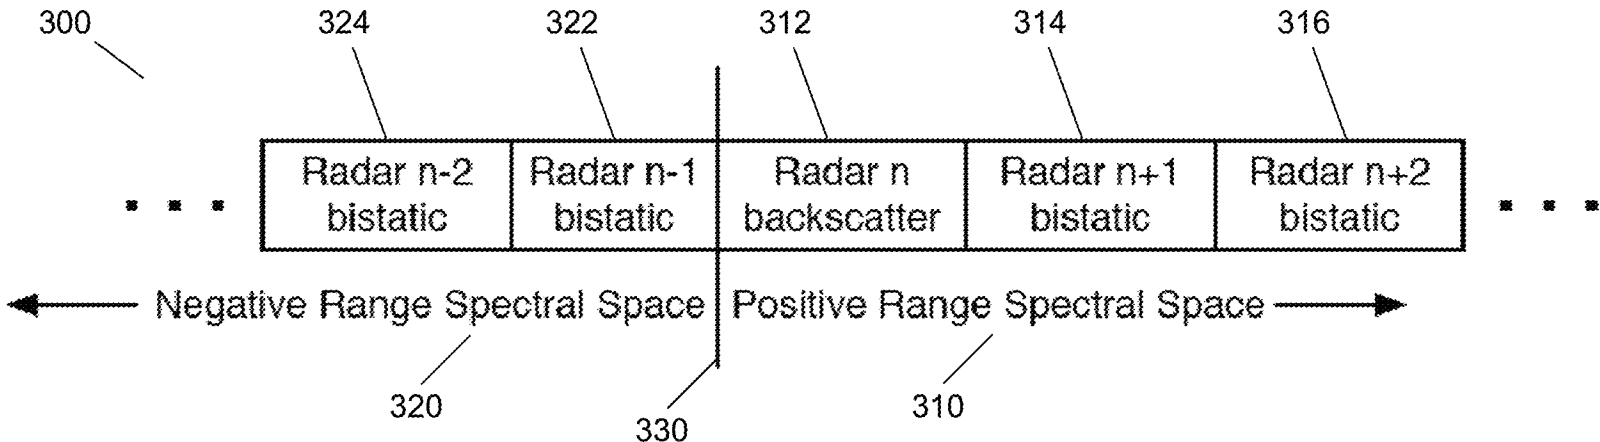 300
324
322
312
314
316
Radar n-2
bistatic
Radar n-1
bistatic
Radar n
backscatter
Radar n+1
bistatic
Radar n+2
bistatic
Negative Range Spectral Space
Positive Range Spectral Space
320
330
310